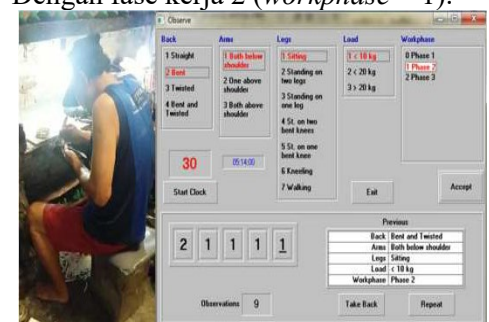 Dengan fase kerja 2 (workphase = 1).
Observe
Back
1 Straight
2 Bent
3 Twisted
4 Bent and Twisted
Arms
1 Both below shoulder
2 One above shoulder
3 Both above shoulder
Legs
1 Sitting
2 Standing on two legs
3 Standing on one leg
4 St. on two bent knees
5 St. on one bent knee
6 Kneeling
7 Walking
Load
1 < 10 kg
2 < 20 kg
3 > 20 kg
Workphase
0 Phase 1
1 Phase 2
2 Phase 3
30
05:14:00
Start Clock
Exit
Accept
2 1 1 1 1
Observations 9
Previous
Back Bent and Twisted
Arms Both below shoulder
Legs Sitting
Load < 10 kg
Workphase Phase 2
Take Back
Repeat